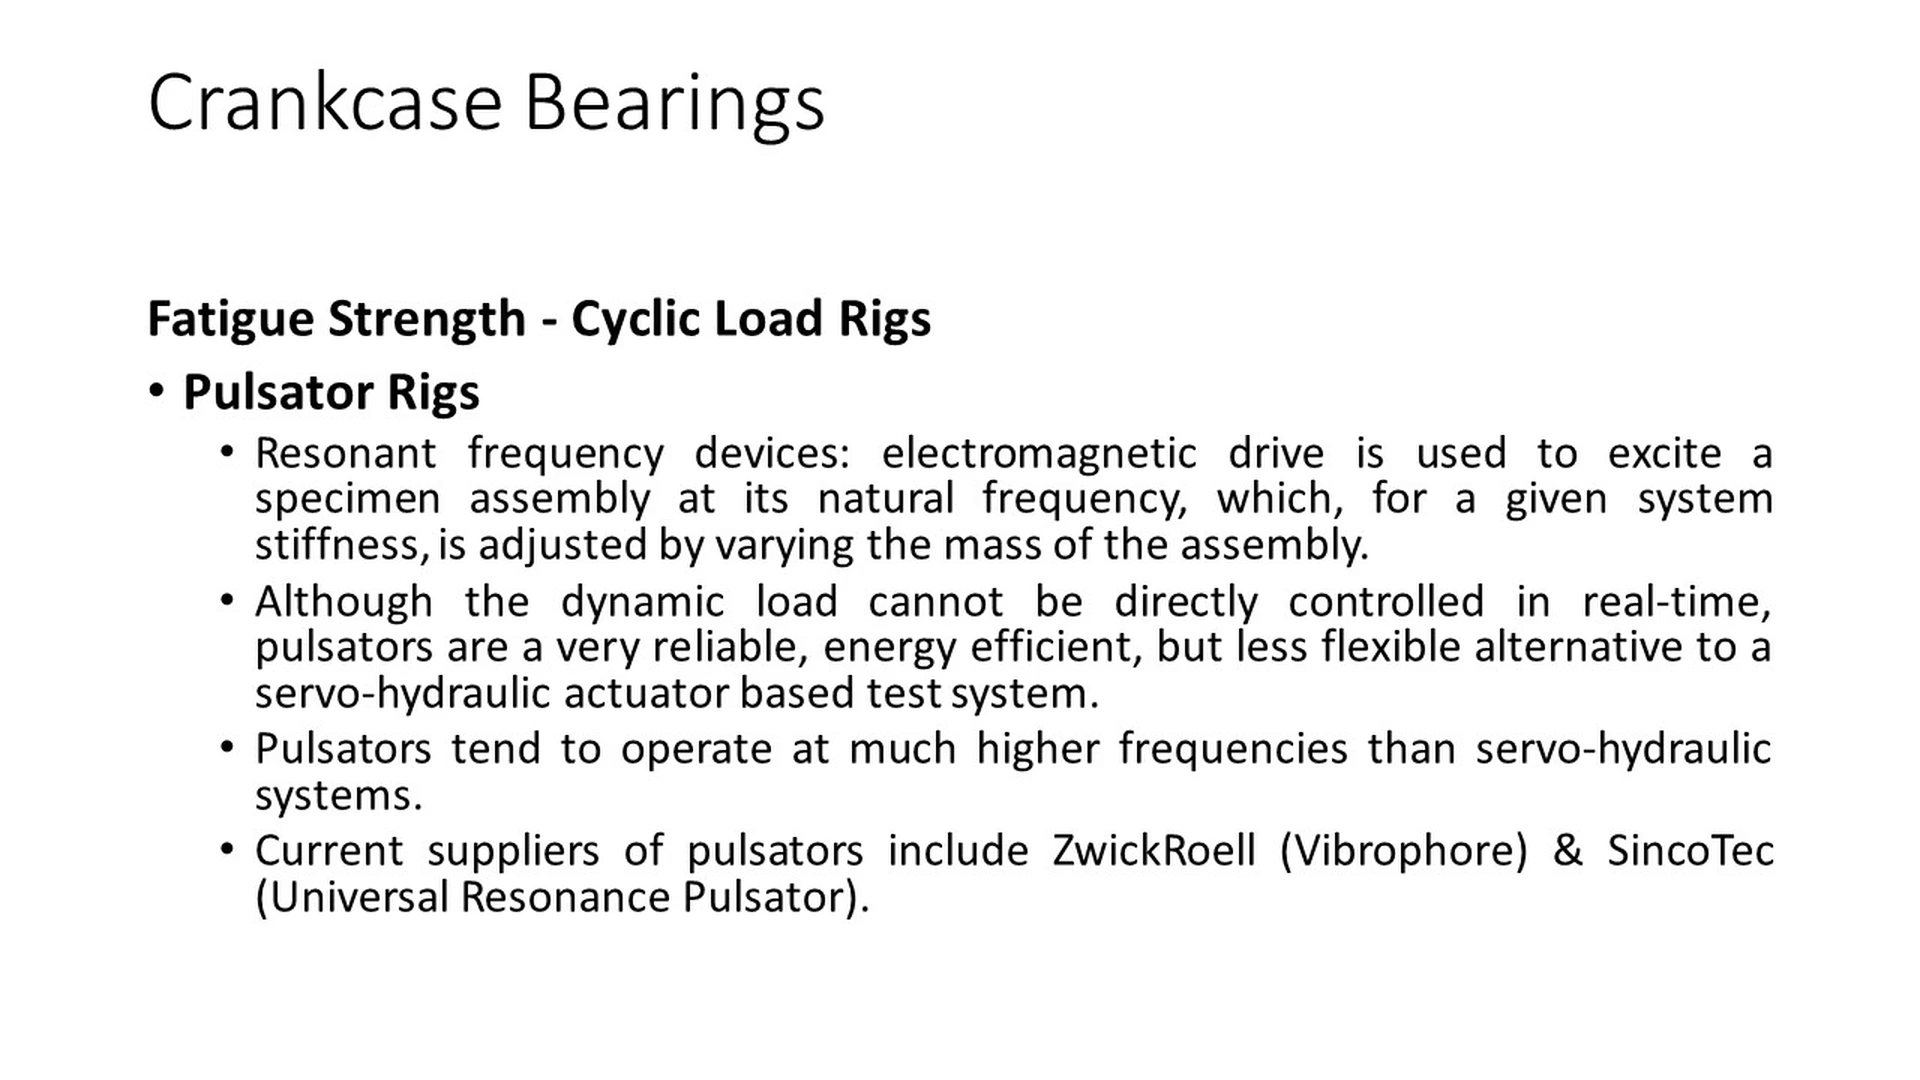 Crankcase Bearings
Fatigue Strength - Cyclic Load Rigs
• Pulsator Rigs
• Resonant frequency devices: electromagnetic drive is used to excite a
specimen assembly at its natural frequency, which, for a given system
stiffness, is adjusted by varying the mass of the assembly.
• Although the dynamic load cannot be directly controlled in real-time,
pulsators are a very reliable, energy efficient, but less flexible alternative to a
servo-hydraulic actuator based test system.
• Pulsators tend to operate at much higher frequencies than servo-hydraulic
systems.
• Current suppliers of pulsators include ZwickRoell (Vibrophore) & SincoTec
(Universal Resonance Pulsator).